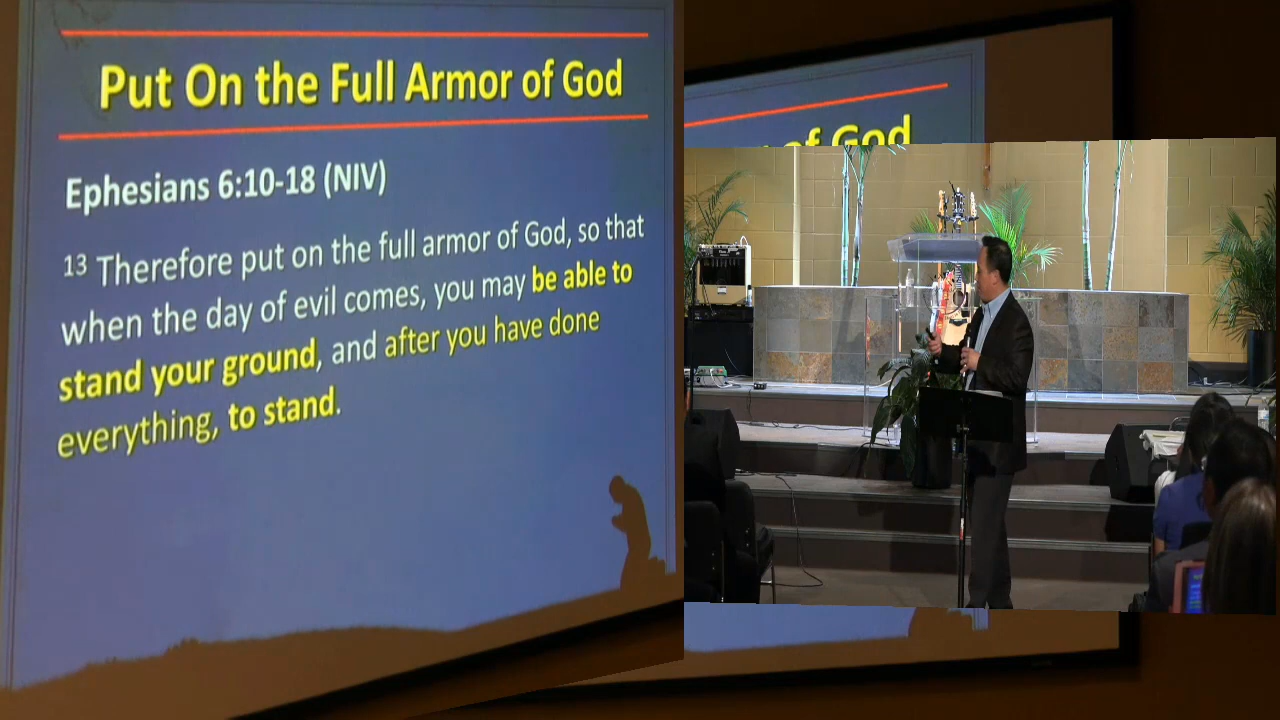 Put On the Full Armor of God
Ephesians 6:10-18 (NIV)
13 Therefore put on the full armor of God, so that
when the day of evil comes, you may be able to
stand your ground, and after you have done
everything, to stand.
of God